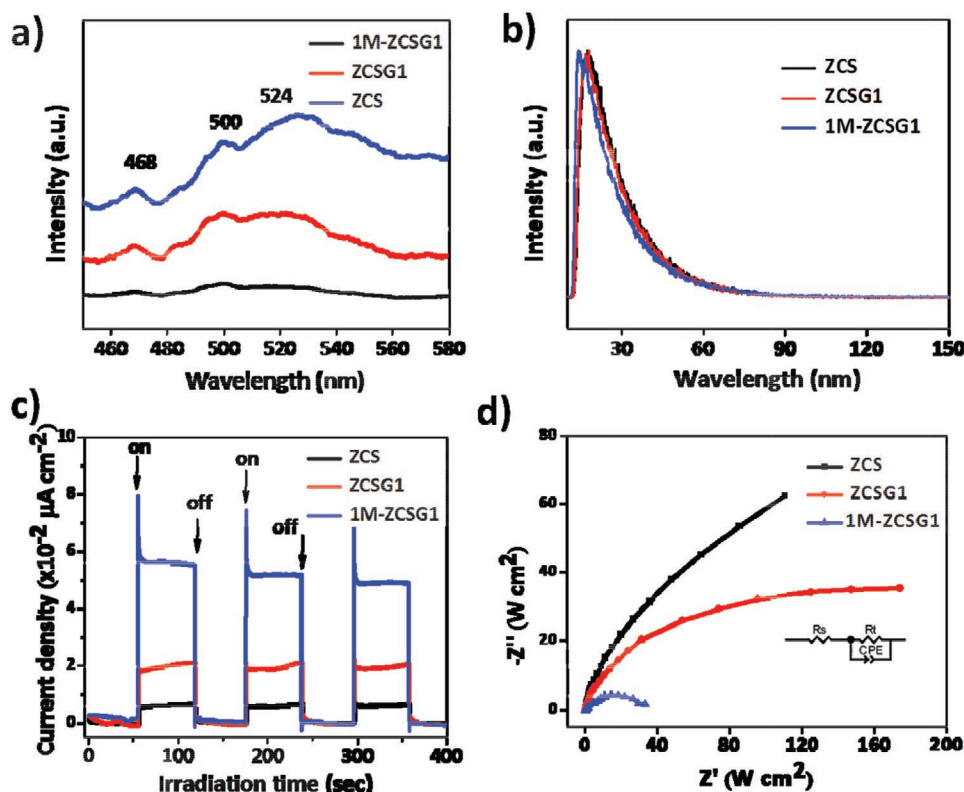 a)
1M-ZCSG1
ZCSG1
ZCS
468
500
524
Intensity (a.u.)
460 480 500 520 540 560 580
Wavelength (nm)
b)
ZCS
ZCSG1
1M-ZCSG1
Intensity (a.u.)
30 60 90 120 150
Wavelength (nm)
c)
10
8
6
4
2
0
on
off
on
off
ZCS
ZCSG1
1M-ZCSG1
Current density (x10⁻² µA cm⁻²)
0 100 200 300 400
Irradiation time (sec)
d)
80
60
40
20
0
ZCS
ZCSG1
1M-ZCSG1
Rs
Rt
CPE
-Z'' (W cm²)
0 40 80 120 160 200
Z' (W cm²)